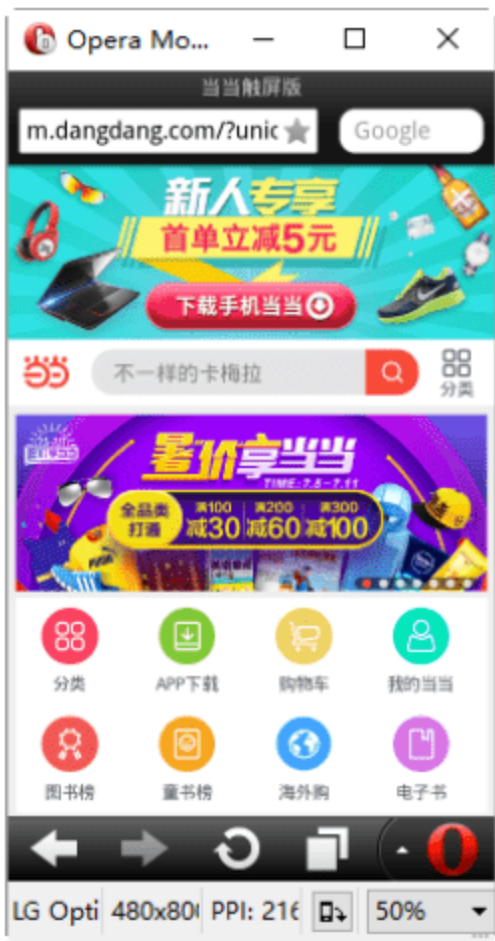 Opera Mo...
当当触屏版
m.dangdang.com/?unic
Google
新人专享
首单立减5元
下载手机当当
当当
不一样的卡梅拉
分类
暑价享当当
TIME:7.5-7.11
全品类
打通
满100
减30
满200
减60
满300
减100
分类
APP下载
购物车
我的当当
图书榜
童书榜
海外购
电子书
LG Opti
480x80
PPI: 216
50%